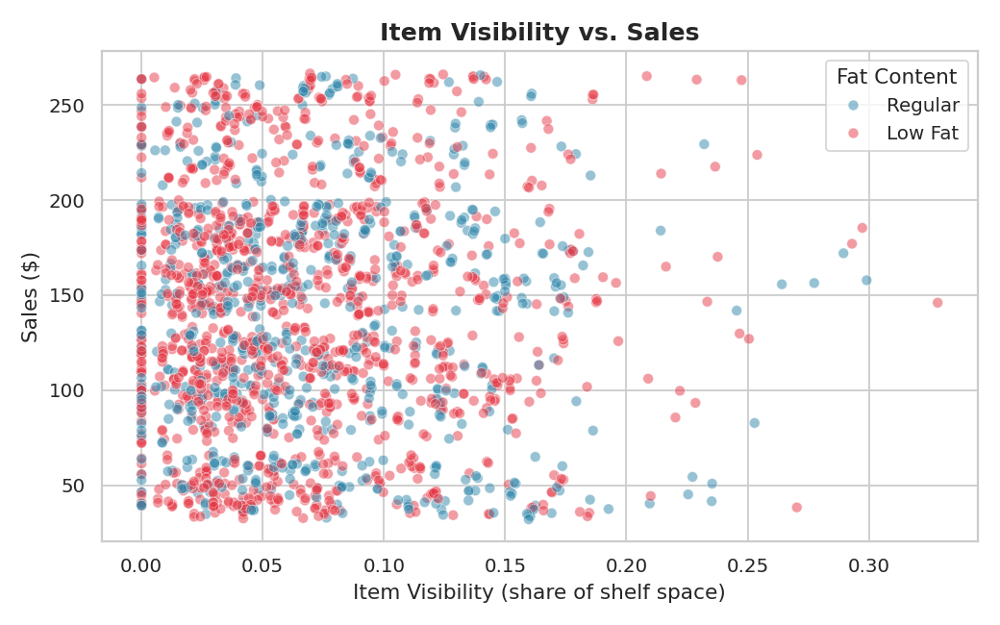 Item Visibility vs. Sales
Fat Content
Regular
Low Fat
Sales ($)
250
200
150
100
50
0.00 0.05 0.10 0.15 0.20 0.25 0.30
Item Visibility (share of shelf space)